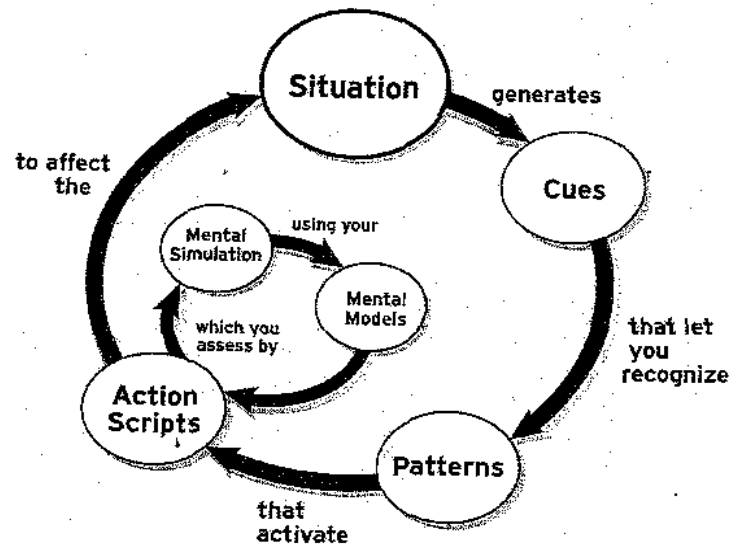 Situation
generates
Cues
that let
you
recognize
Patterns
that
activate
Action
Scripts
which you
assess by
Mental
Simulation
using your
Mental
Models
to affect
the